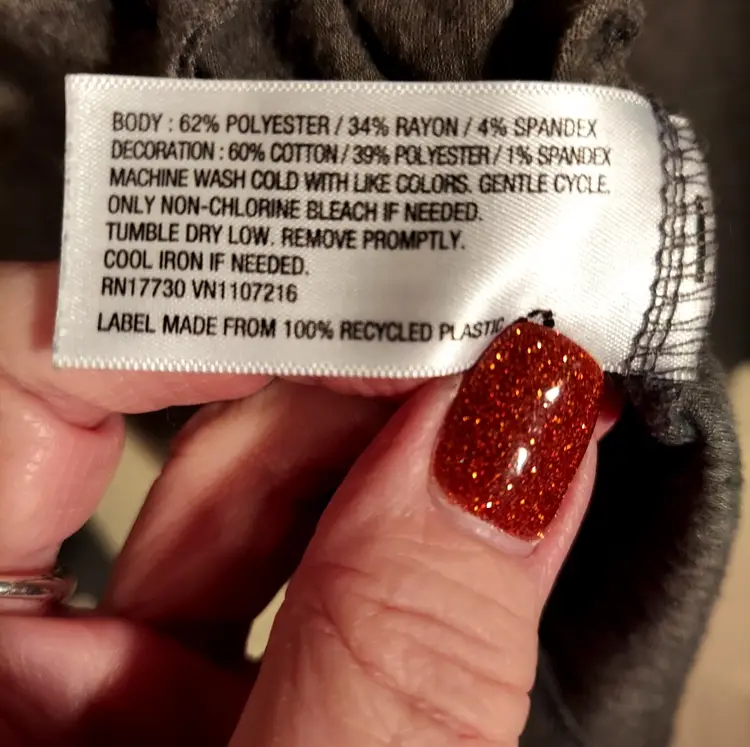 BODY : 62% POLYESTER / 34% RAYON / 4% SPANDEX
DECORATION : 60% COTTON / 39% POLYESTER / 1% SPANDEX
MACHINE WASH COLD WITH LIKE COLORS. GENTLE CYCLE.
ONLY NON-CHLORINE BLEACH IF NEEDED.
TUMBLE DRY LOW. REMOVE PROMPTLY.
COOL IRON IF NEEDED.
RN17730 VN1107216
LABEL MADE FROM 100% RECYCLED PLASTIC